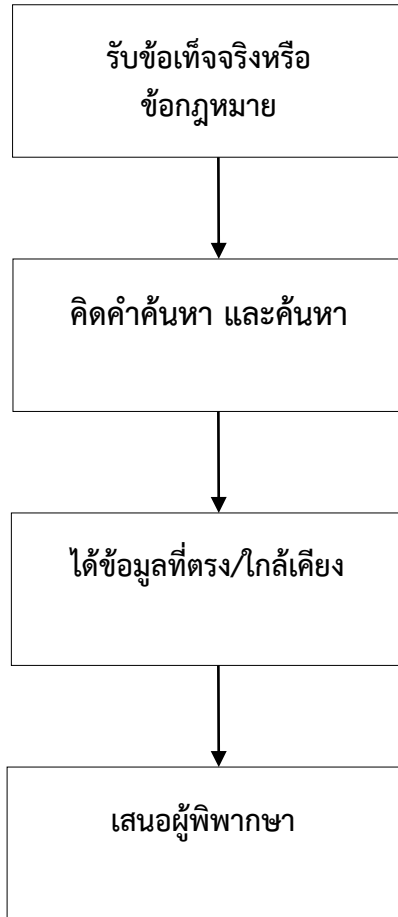 รับข้อเท็จจริงหรือ
ข้อกฎหมาย
คิดคำค้นหา และค้นหา
ได้ข้อมูลที่ตรง/ใกล้เคียง
เสนอผู้พิพากษา